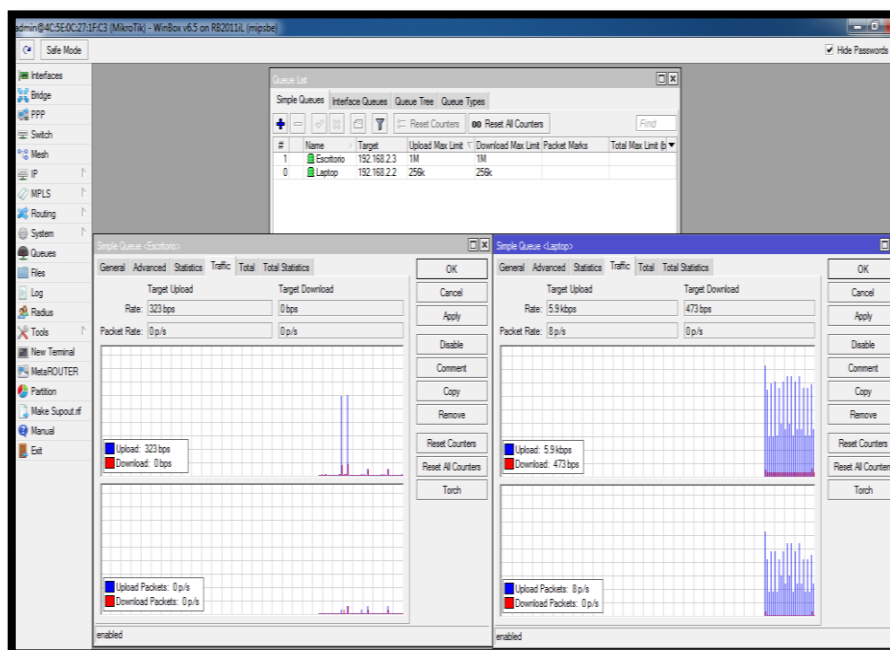 admin@4C:5E:0C:27:1F:C3 (MikroTik) - WinBox v6.5 on RB2011iL (mipsbe)
Safe Mode
Hide Passwords
Interfaces
Bridge
PPP
Switch
Mesh
IP
MPLS
Routing
System
Queues
Files
Log
Radius
Tools
New Terminal
MetaROUTER
Partition
Make Supout.rif
Manual
Exit
Queue List
Simple Queues Interface Queues Queue Tree Queue Types
Reset Counters 00 Reset All Counters Find
# Name Target Upload Max Limit Download Max Limit Packet Marks Total Max Limit (b
1 Escritorio 192.168.2.3 1M 1M
0 Laptop 192.168.2.2 256k 256k
Simple Queue <Escritorio>
General Advanced Statistics Traffic Total Total Statistics
Target Upload Target Download
Rate: 323 bps 0 bps
Packet Rate: 0 p/s 0 p/s
Upload: 323 bps
Download: 0 bps
Upload Packets: 0 p/s
Download Packets: 0 p/s
OK
Cancel
Apply
Disable
Comment
Copy
Remove
Reset Counters
Reset All Counters
Torch
enabled
Simple Queue <Laptop>
General Advanced Statistics Traffic Total Total Statistics
Target Upload Target Download
Rate: 5.9 kbps 473 bps
Packet Rate: 8 p/s 0 p/s
Upload: 5.9 kbps
Download: 473 bps
Upload Packets: 8 p/s
Download Packets: 0 p/s
OK
Cancel
Apply
Disable
Comment
Copy
Remove
Reset Counters
Reset All Counters
Torch
enabled